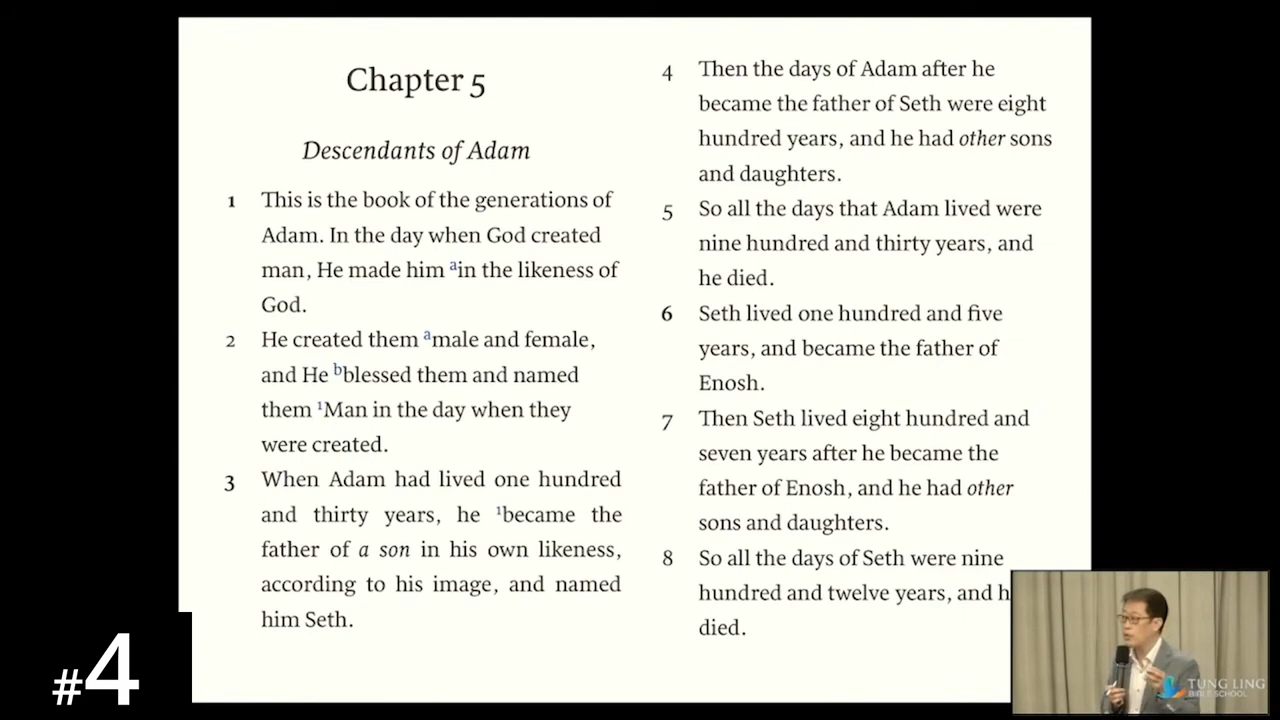 Chapter 5
Descendants of Adam
1 This is the book of the generations of
Adam. In the day when God created
man, He made him ain the likeness of
God.
2 He created them amale and female,
and He bblessed them and named
them 1Man in the day when they
were created.
3 When Adam had lived one hundred
and thirty years, he 1became the
father of a son in his own likeness,
according to his image, and named
him Seth.
4 Then the days of Adam after he
became the father of Seth were eight
hundred years, and he had other sons
and daughters.
5 So all the days that Adam lived were
nine hundred and thirty years, and
he died.
6 Seth lived one hundred and five
years, and became the father of
Enosh.
7 Then Seth lived eight hundred and
seven years after he became the
father of Enosh, and he had other
sons and daughters.
8 So all the days of Seth were nine
hundred and twelve years, and h
died.
#4
TUNG LING
BIBLE SCHOOL